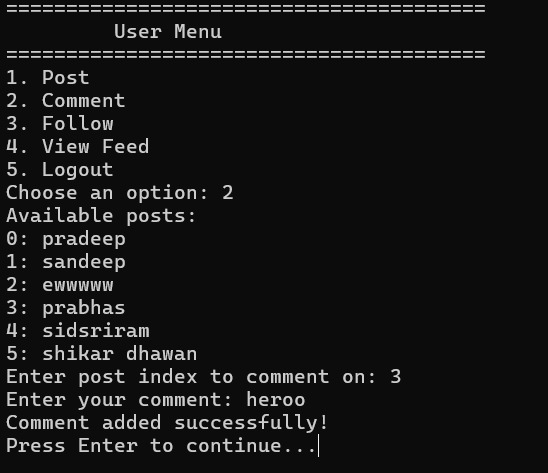 ========================================
User Menu
========================================
1. Post
2. Comment
3. Follow
4. View Feed
5. Logout
Choose an option: 2
Available posts:
0: pradeep
1: sandeep
2: ewwwww
3: prabhas
4: sidsriram
5: shikar dhawan
Enter post index to comment on: 3
Enter your comment: heroo
Comment added successfully!
Press Enter to continue...